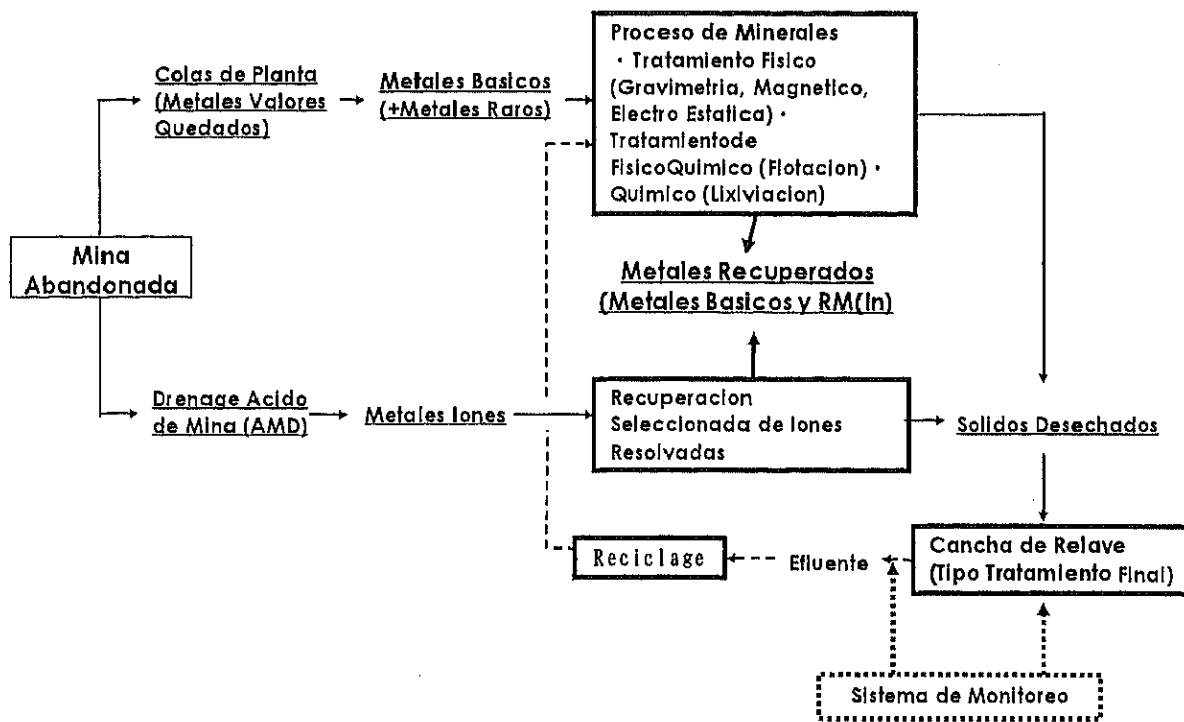 Proceso de Minerales
· Tratamiento Fisico
(Gravimetria, Magnetico,
Electro Estatica) ·
Tratamientode
FisicoQuimico (Flotacion) ·
Quimico (Lixiviacion)
Colas de Planta
(Metales Valores
Quedados)
Metales Basicos
(+Metales Raros)
Mina
Abandonada
Metales Recuperados
(Metales Basicos y RM(In)
Drenage Acido
de Mina (AMD)
Metales Iones
Recuperacion
Seleccionada de Iones
Resolvadas
Solidos Desechados
Reciclage
Efluente
Cancha de Relave
(Tipo Tratamiento Final)
Sistema de Monitoreo